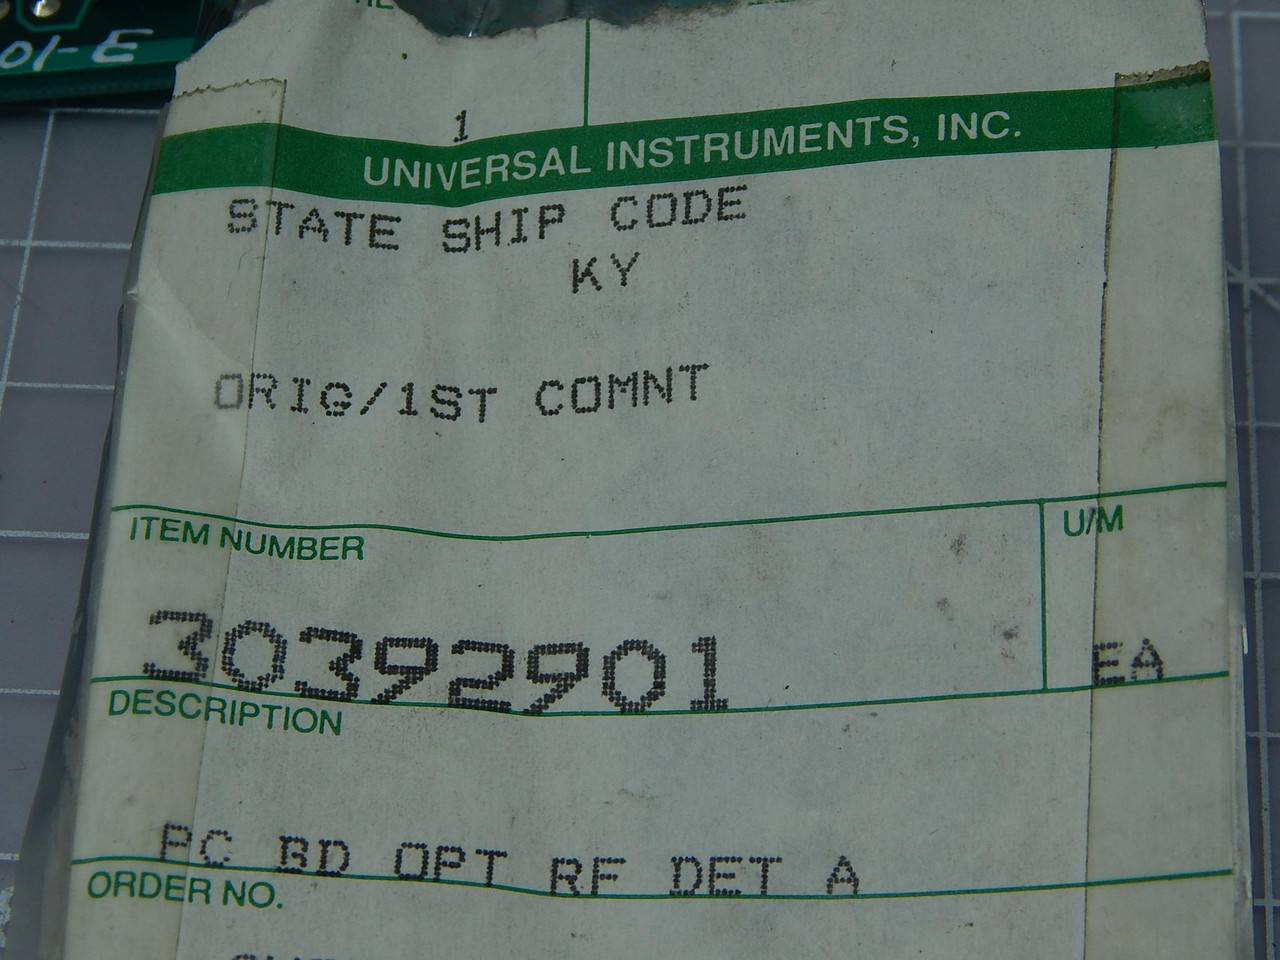 01-E
1
UNIVERSAL INSTRUMENTS, INC.
STATE SHIP CODE
KY
ORIG/1ST COMNT
ITEM NUMBER
U/M
30392901
EA
DESCRIPTION
PC BD OPT RF DET A
ORDER NO.